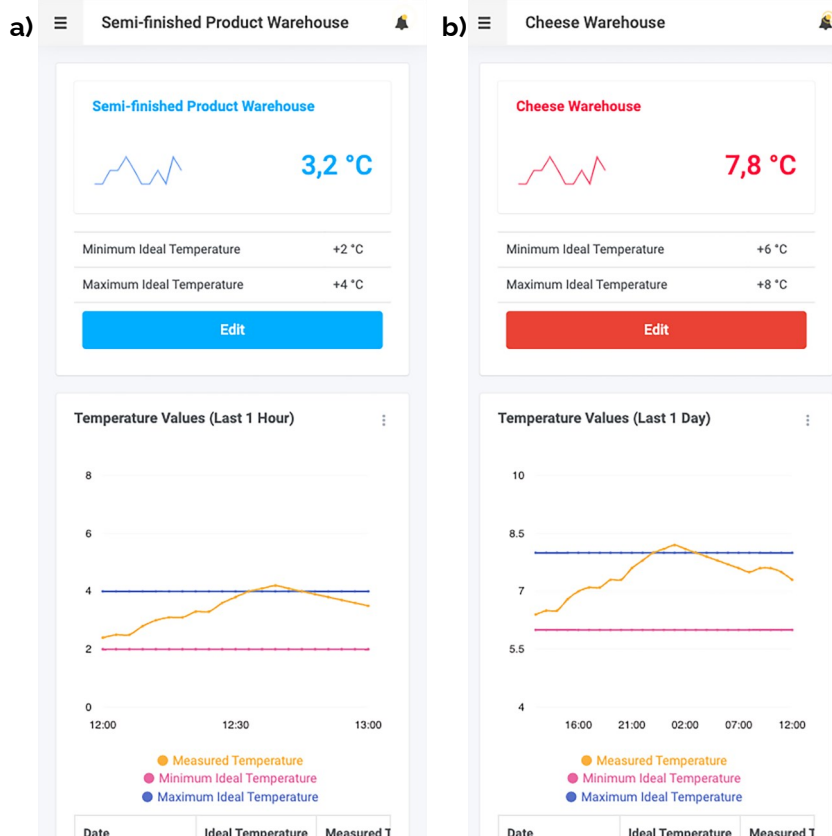 a)
Semi-finished Product Warehouse
Semi-finished Product Warehouse
3,2 °C
Minimum Ideal Temperature +2 °C
Maximum Ideal Temperature +4 °C
Edit
Temperature Values (Last 1 Hour)
8
6
4
2
0
12:00 12:30 13:00
Measured Temperature
Minimum Ideal Temperature
Maximum Ideal Temperature
Date Ideal Temperature Measured T
b)
Cheese Warehouse
Cheese Warehouse
7,8 °C
Minimum Ideal Temperature +6 °C
Maximum Ideal Temperature +8 °C
Edit
Temperature Values (Last 1 Day)
10
8.5
7
5.5
4
16:00 21:00 02:00 07:00 12:00
Measured Temperature
Minimum Ideal Temperature
Maximum Ideal Temperature
Date Ideal Temperature Measured T